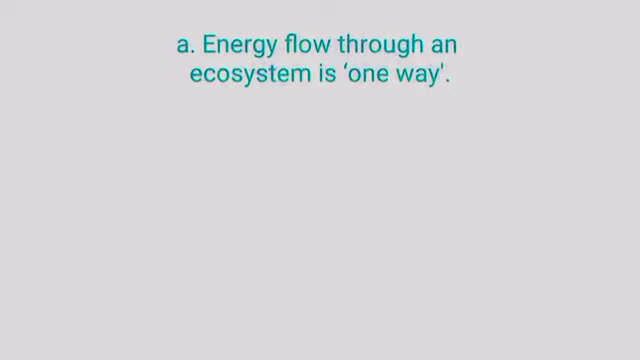 a. Energy flow through an
ecosystem is ‘one way'.